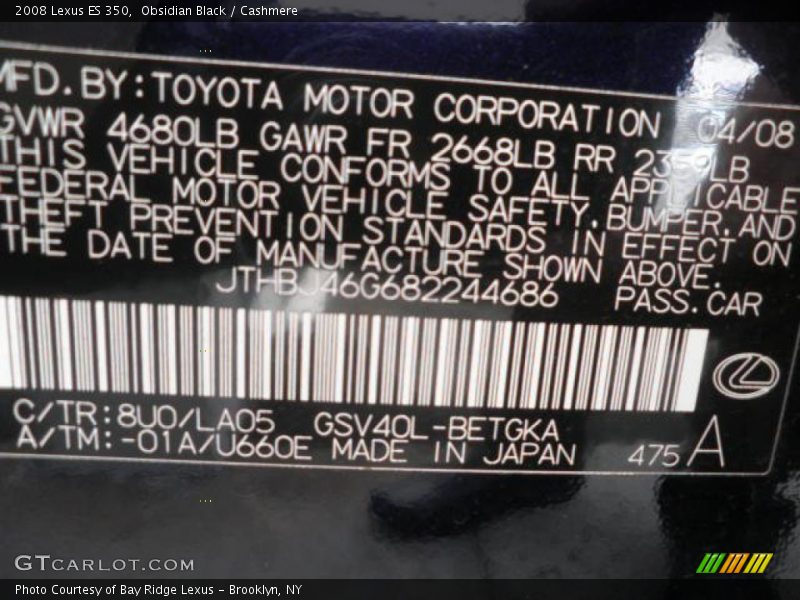 2008 Lexus ES 350,  Obsidian Black / Cashmere
MFD.BY:TOYOTA MOTOR CORPORATION 04/08
GVWR 4680LB GAWR FR 2668LB RR 2359LB
THIS VEHICLE CONFORMS TO ALL APPLICABLE
FEDERAL MOTOR VEHICLE SAFETY.BUMPER.AND
THEFT PREVENTION STANDARDS IN EFFECT ON
THE DATE OF MANUFACTURE SHOWN ABOVE.
JTHBJ46G682244686 PASS.CAR
C/TR:8U0/LA05 GSV40L-BETGKA
A/TM:-01A/U660E MADE IN JAPAN 475A
GTCARLOT.COM
Photo Courtesy of Bay Ridge Lexus - Brooklyn, NY